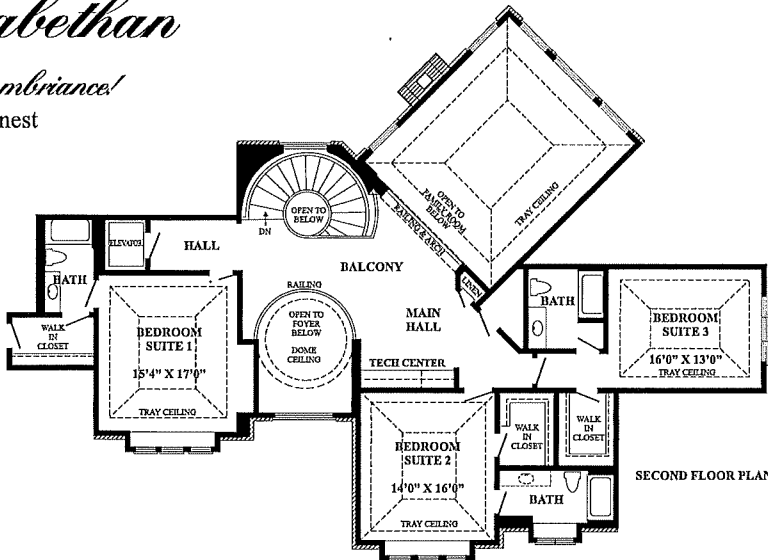 abethan
mbriance!
nest
OPEN TO
BELOW
DN
OPEN TO
FAMILY ROOM
BELOW
RAILING & ARCH
TRAY CEILING
ELEVATOR
HALL
BATH
WALK
IN
CLOSET
BEDROOM
SUITE 1
15'4" X 17'0"
TRAY CEILING
BALCONY
RAILING
OPEN TO
FOYER
BELOW
DOME
CEILING
MAIN
HALL
LINEN
TECH CENTER
BATH
BEDROOM
SUITE 3
16'0" X 13'0"
TRAY CEILING
WALK
IN
CLOSET
WALK
IN
CLOSET
BEDROOM
SUITE 2
14'0" X 16'0"
TRAY CEILING
BATH
SECOND FLOOR PLAN